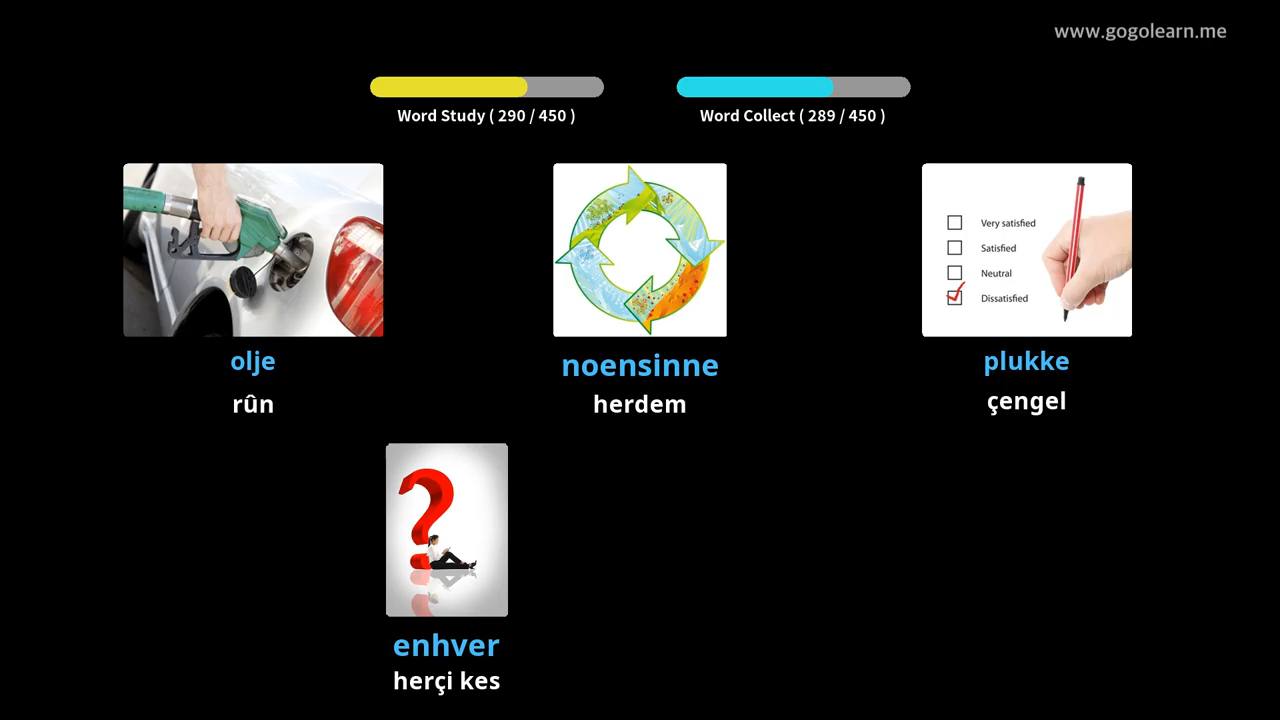 www.gogolearn.me
Word Study ( 290 / 450 )
Word Collect ( 289 / 450 )
Very satisfied
Satisfied
Neutral
Dissatisfied
olje
rûn
noensinne
herdem
plukke
çengel
enhver
herçi kes